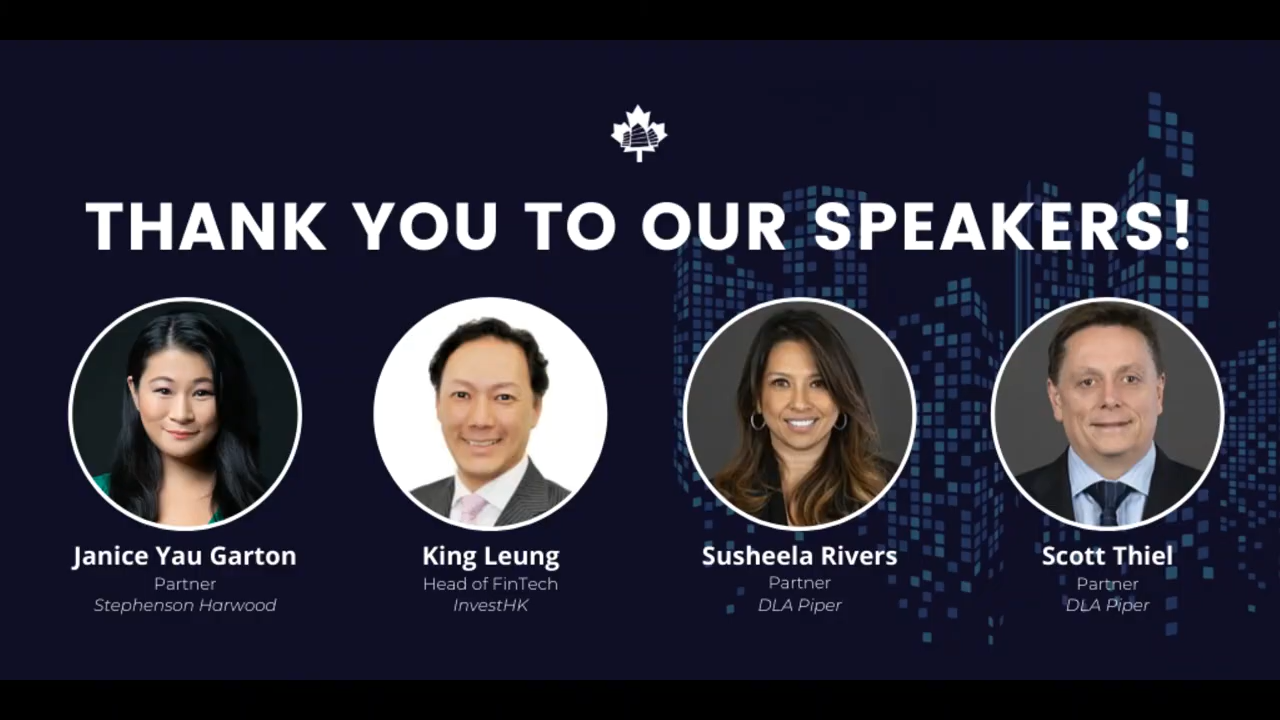 THANK YOU TO OUR SPEAKERS!
Janice Yau Garton
Partner
Stephenson Harwood
King Leung
Head of FinTech
InvestHK
Susheela Rivers
Partner
DLA Piper
Scott Thiel
Partner
DLA Piper